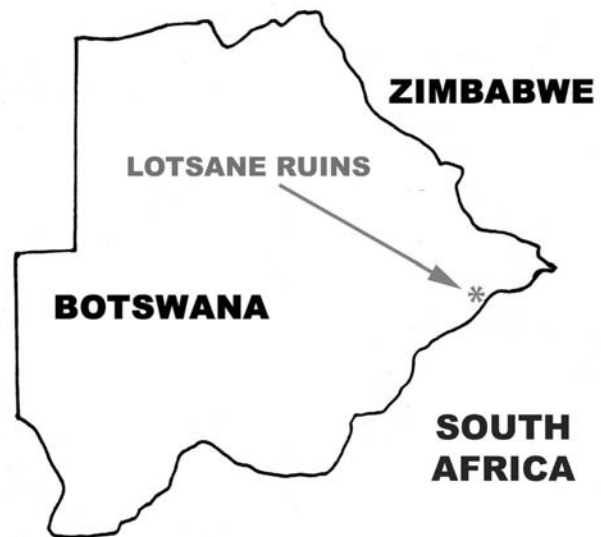 ZIMBABWE
LOTSANE RUINS
*
BOTSWANA
SOUTH
AFRICA